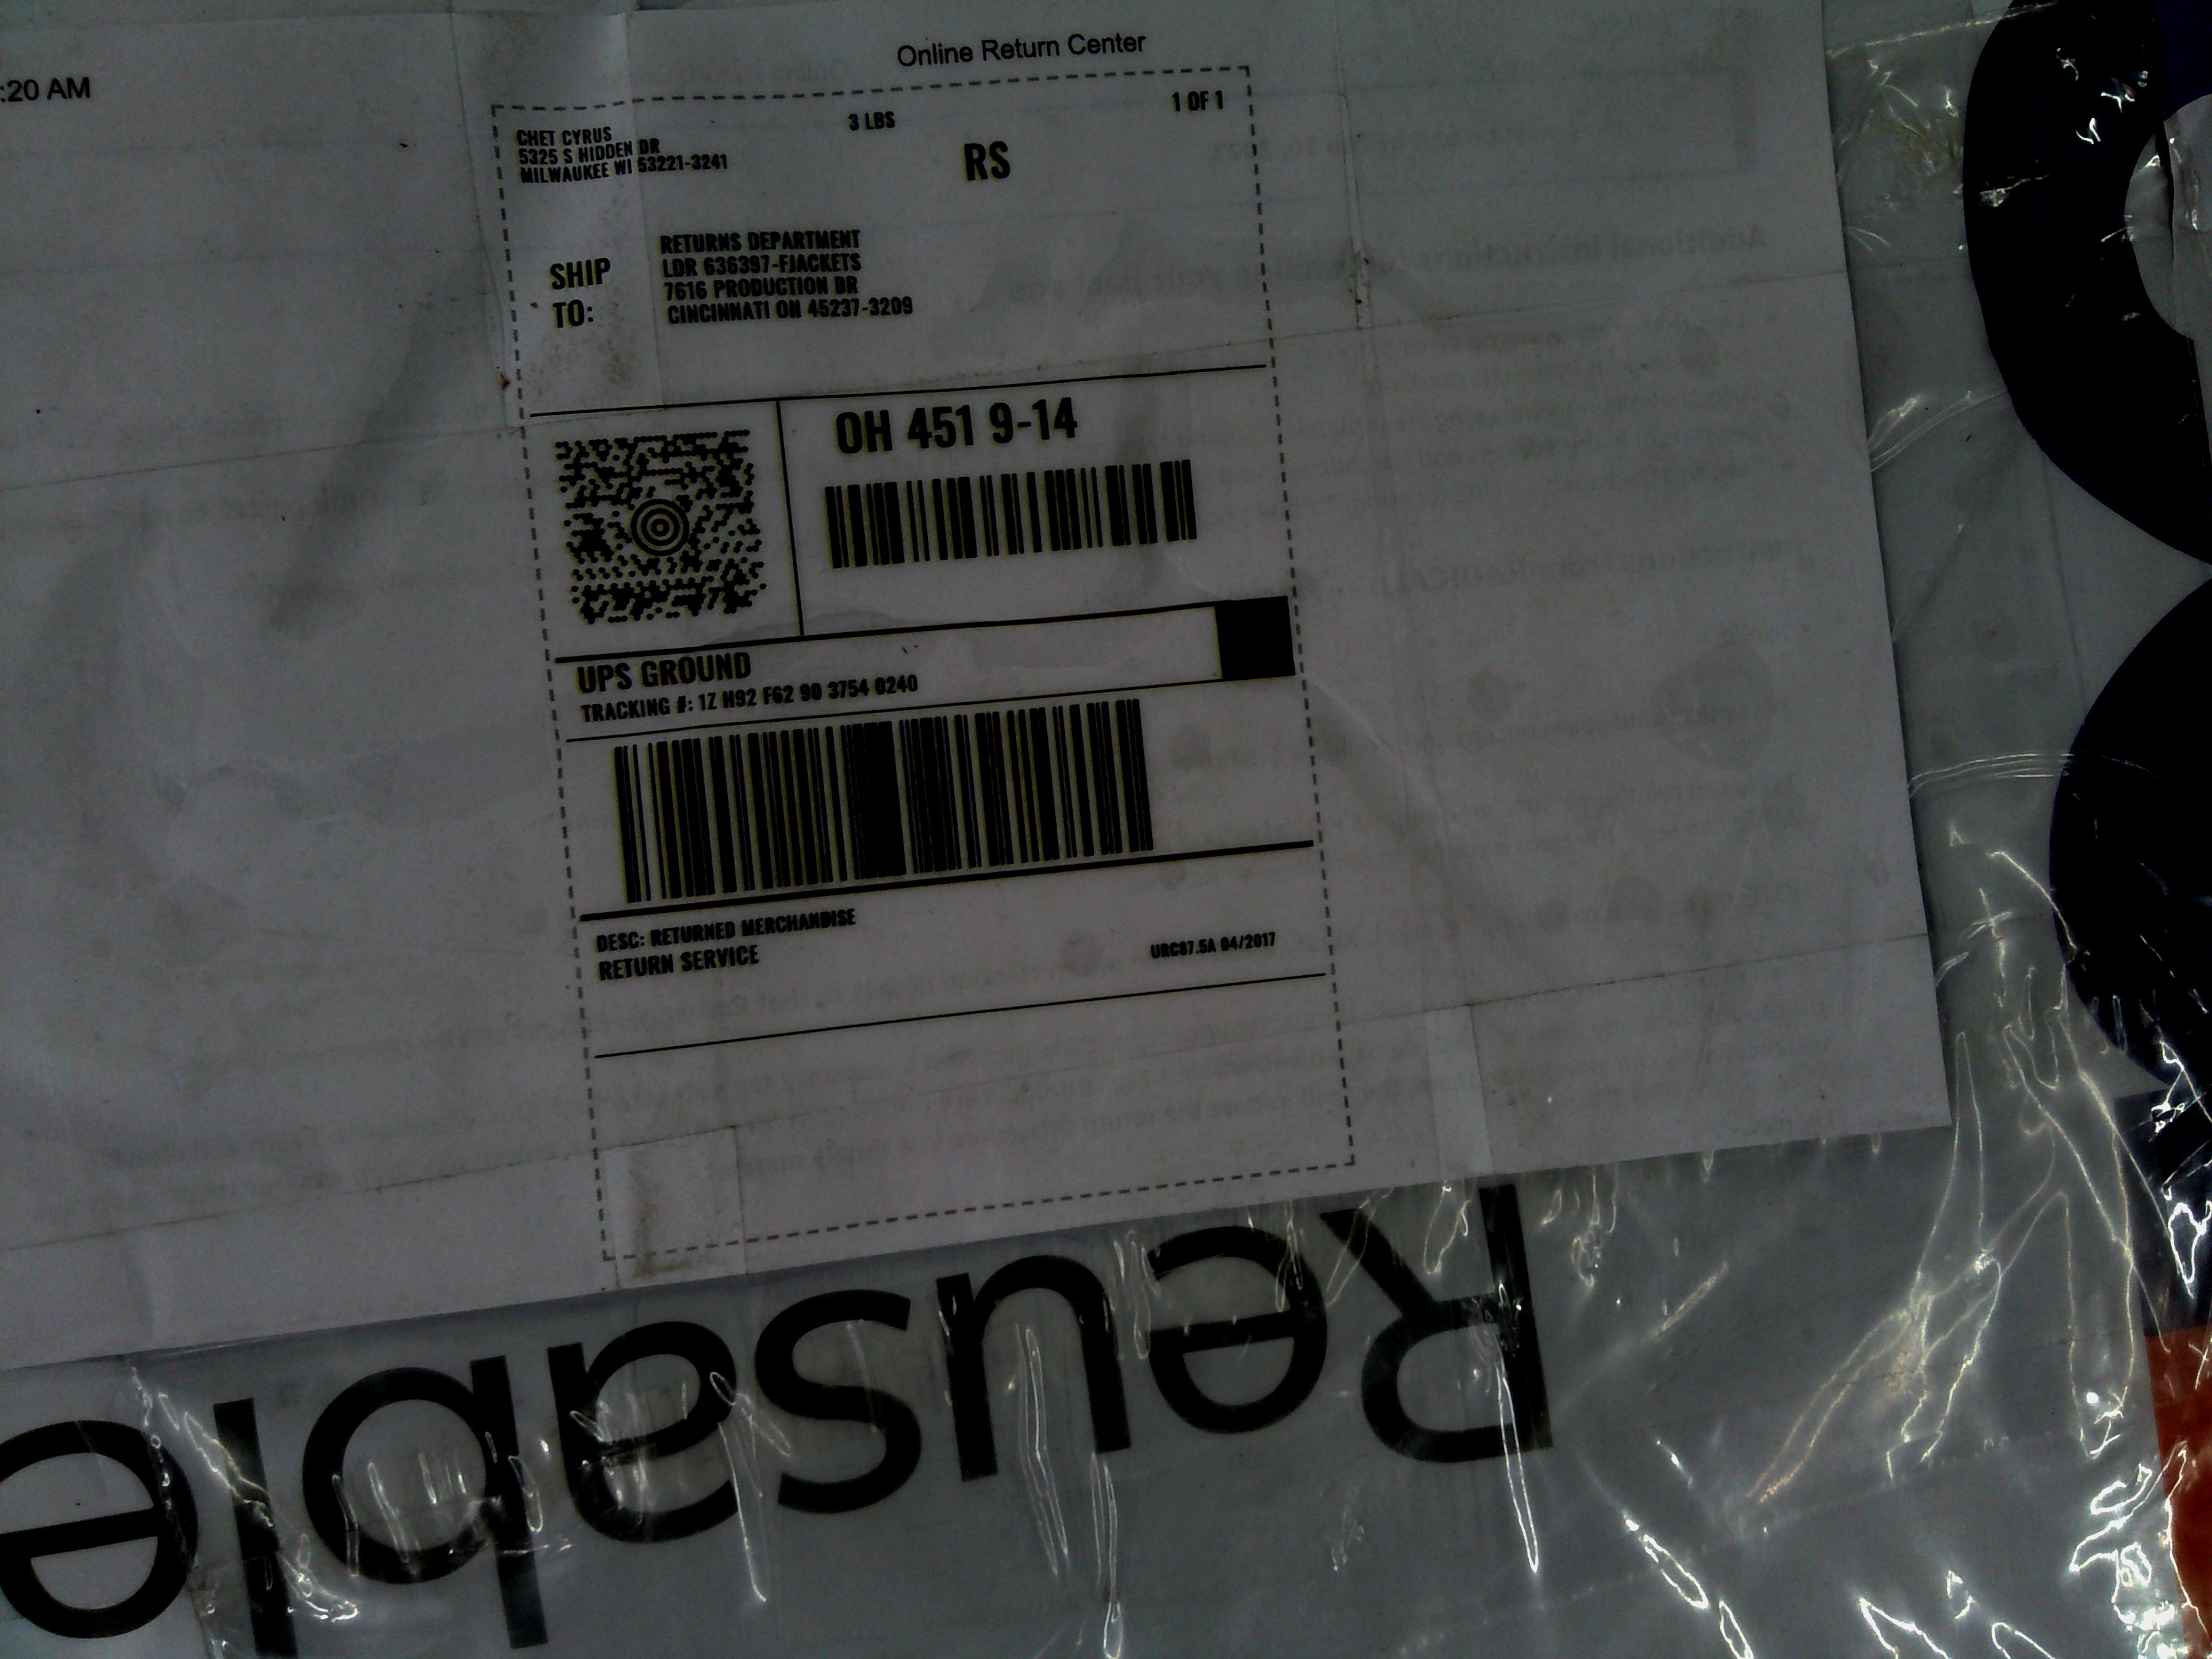 :20 AM
Online Return Center
CHET CYRUS
5325 S HIDDEN DR
MILWAUKEE WI 53221-3241
3 LBS
1 OF 1
RS
SHIP
TO:
RETURNS DEPARTMENT
LDR 636397-FJACKETS
7616 PRODUCTION DR
CINCINNATI OH 45237-3209
OH 451 9-14
UPS GROUND
TRACKING #: 1Z H92 F62 90 3754 0240
DESC: RETURNED MERCHANDISE
RETURN SERVICE
URC87.5A 04/2017
Reusable